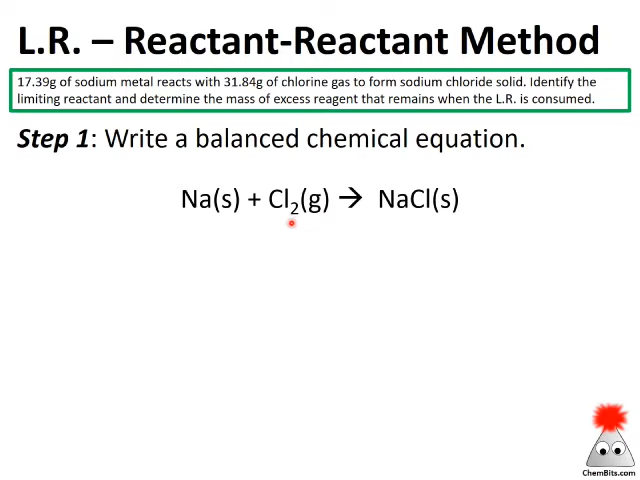 L.R. – Reactant-Reactant Method
17.39g of sodium metal reacts with 31.84g of chlorine gas to form sodium chloride solid. Identify the
limiting reactant and determine the mass of excess reagent that remains when the L.R. is consumed.
Step 1: Write a balanced chemical equation.
Na(s) + Cl₂(g) → NaCl(s)
ChemBits.com